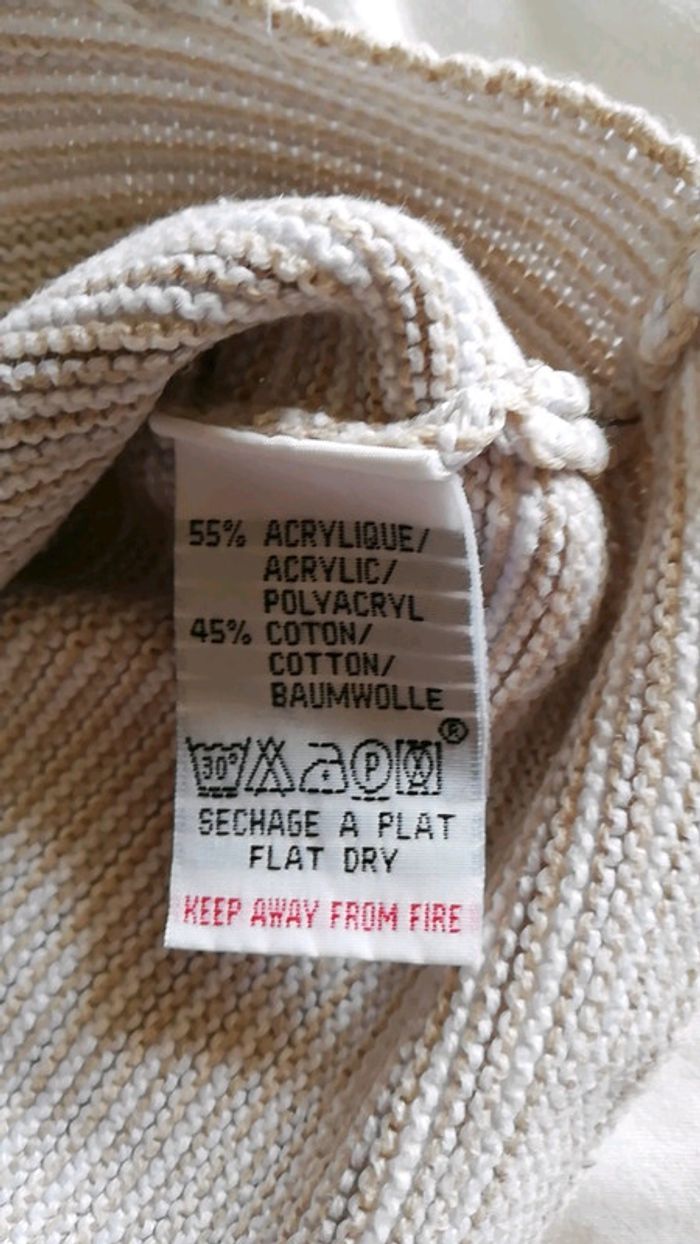 55% ACRYLIQUE/
ACRYLIC/
POLYACRYL
45% COTON/
COTTON/
BAUMWOLLE
30° P ®
SECHAGE A PLAT
FLAT DRY
KEEP AWAY FROM FIRE